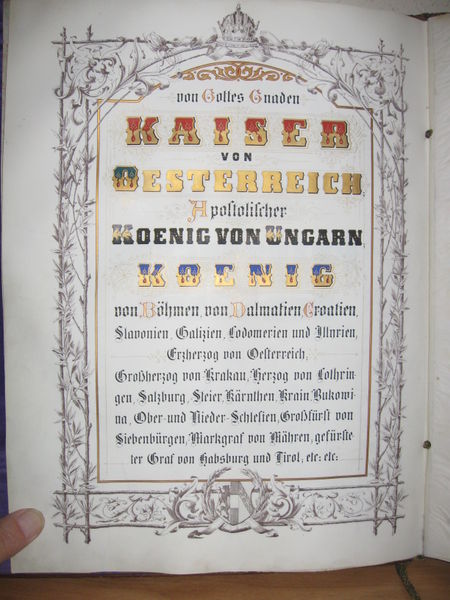 von Gottes Gnaden
KAISER
VON
OESTERREICH,
Apostolischer
KOENIG VON UNGARN,
KOENIG
von Böhmen, von Dalmatien, Croatien,
Slavonien, Galizien, Lodomerien und Illyrien,
Erzherzog von Oesterreich,
Großherzog von Krakau, Herzog von Lothrin-
gen, Salzburg, Steier, Kärnthen, Krain, Bukowi-
na, Ober- und Nieder-Schlesien, Großfürst von
Siebenbürgen, Markgraf von Mähren, gefürste-
ter Graf von Habsburg und Tirol, etc: etc: